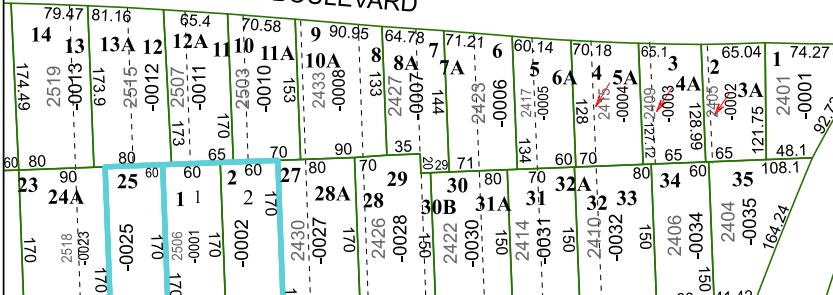 BOULEVARD
79.47 81.16 65.4 70.58 90.95 64.78 71.21 60.14 70.18 65.1 65.04 74.27
14 13 13A 12 12A 11 10 11A 9 10A 8 8A 7 7A 6 5 6A 4 5A 3 4A 2 3A 1
174.49 2519 -0013 173.9 2515 -0012 2507 -0011 173 170 2503 -0010 153 2433 -0008 133 2427 -0007 144 2423 -0006 2417 -0005 134 128 2415 -0004 2409 -0003 121.12 128.99 2405 -0002 121.75 2401 -0001
60 80 80 65 70 90 35 20 29 71 60 70 65 65 48.1
90 60 60 60 80 70 80 70 80 60 108.1
23 24A 25 1 1 2 2 27 28A 28 29 30B 30 31A 31 32A 32 33 34 35
170 2518 -0023 170 -0025 170 2506 -0001 171 -0002 170 2430 -0027 170 2426 -0028 150 2422 -0030 2414 -0031 150 2410 -0032 150 2406 -0034 150 2404 -0035 164.24